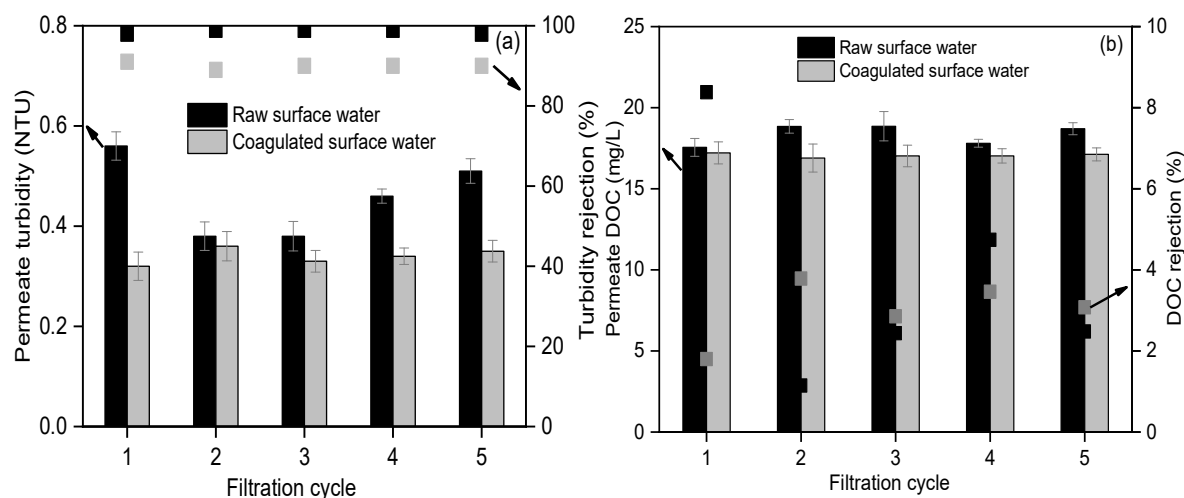 (a)
Raw surface water
Coagulated surface water
Permeate turbidity (NTU)
0.8
0.6
0.4
0.2
0.0
Turbidity rejection (%)
100
80
60
40
20
0
1 2 3 4 5
Filtration cycle
(b)
Raw surface water
Coagulated surface water
Permeate DOC (mg/L)
25
20
15
10
5
0
DOC rejection (%)
10
8
6
4
2
0
1 2 3 4 5
Filtration cycle